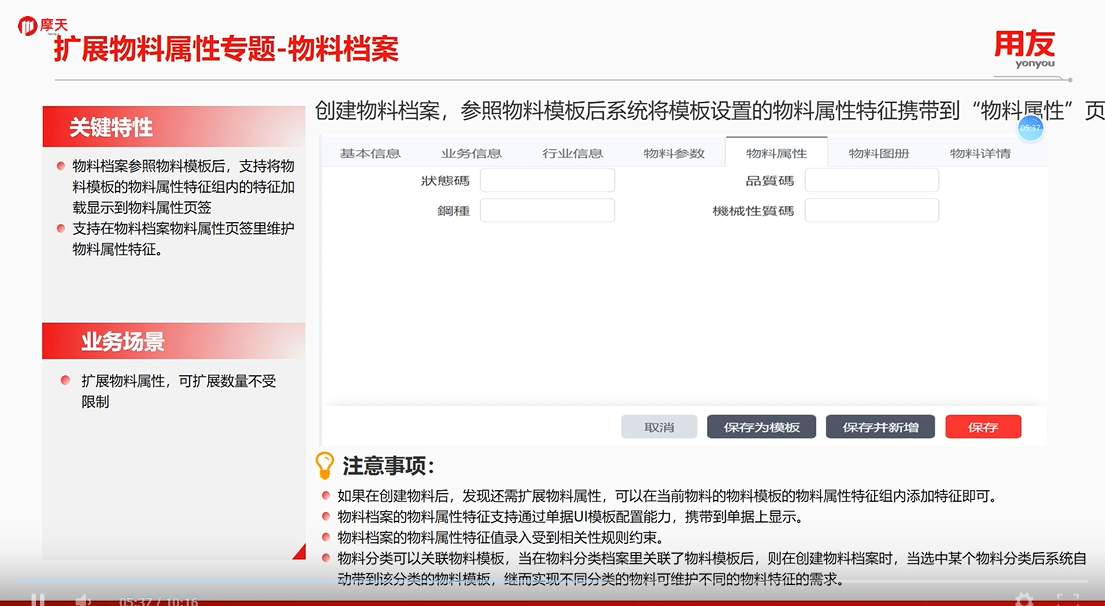 摩天
扩展物料属性专题-物料档案
用友
yonyou
关键特性
物料档案参照物料模板后，支持将物
料模板的物料属性特征组内的特征加
载显示到物料属性页签
支持在物料档案物料属性页签里维护
物料属性特征。
业务场景
扩展物料属性，可扩展数量不受
限制
创建物料档案，参照物料模板后系统将模板设置的物料属性特征携带到“物料属性”页
05:37
基本信息 业务信息 行业信息 物料参数 物料属性 物料图册 物料详情
狀態碼 品質碼
鋼種 機械性質碼
取消 保存为模板 保存并新增 保存
注意事项：
如果在创建物料后，发现还需扩展物料属性，可以在当前物料的物料模板的物料属性特征组内添加特征即可。
物料档案的物料属性特征支持通过单据UI模板配置能力，携带到单据上显示。
物料档案的物料属性特征值录入受到相关性规则约束。
物料分类可以关联物料模板，当在物料分类档案里关联了物料模板后，则在创建物料档案时，当选中某个物料分类后系统自
动带到该分类的物料模板，继而实现不同分类的物料可维护不同的物料特征的需求。
05:37 / 10:16